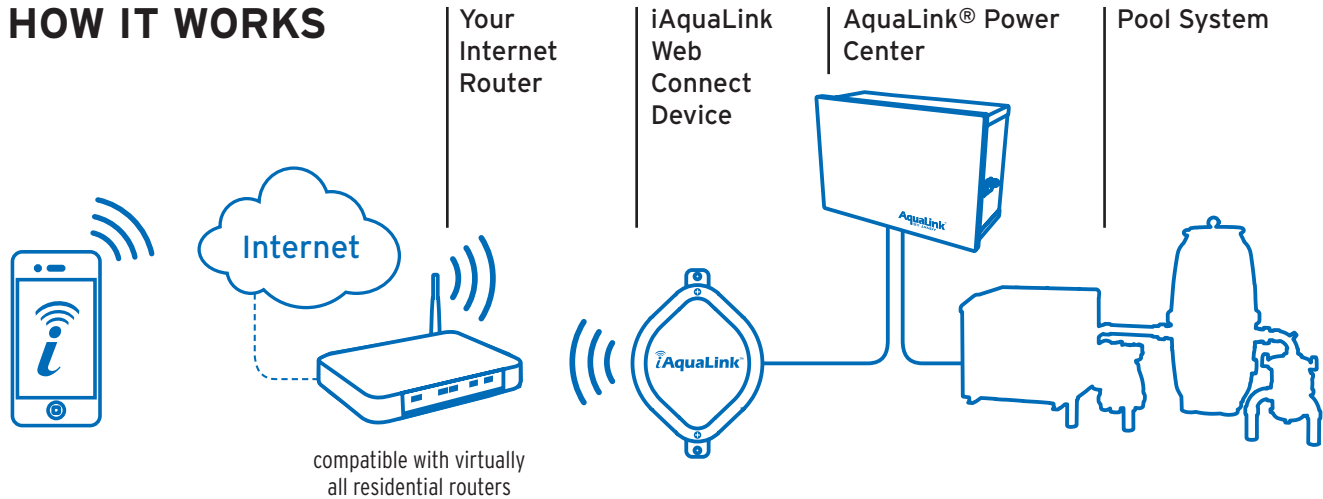 HOW IT WORKS
Your
Internet
Router
iAquaLink
Web
Connect
Device
AquaLink® Power
Center
Pool System
Internet
i
iAquaLink™
AquaLink
compatible with virtually
all residential routers